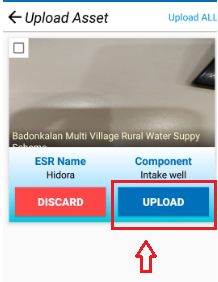 Upload Asset
Upload ALL
Badonkalan Multi Village Rural Water Suppy
Scheme
ESR Name
Component
Hidora
Intake well
DISCARD
UPLOAD